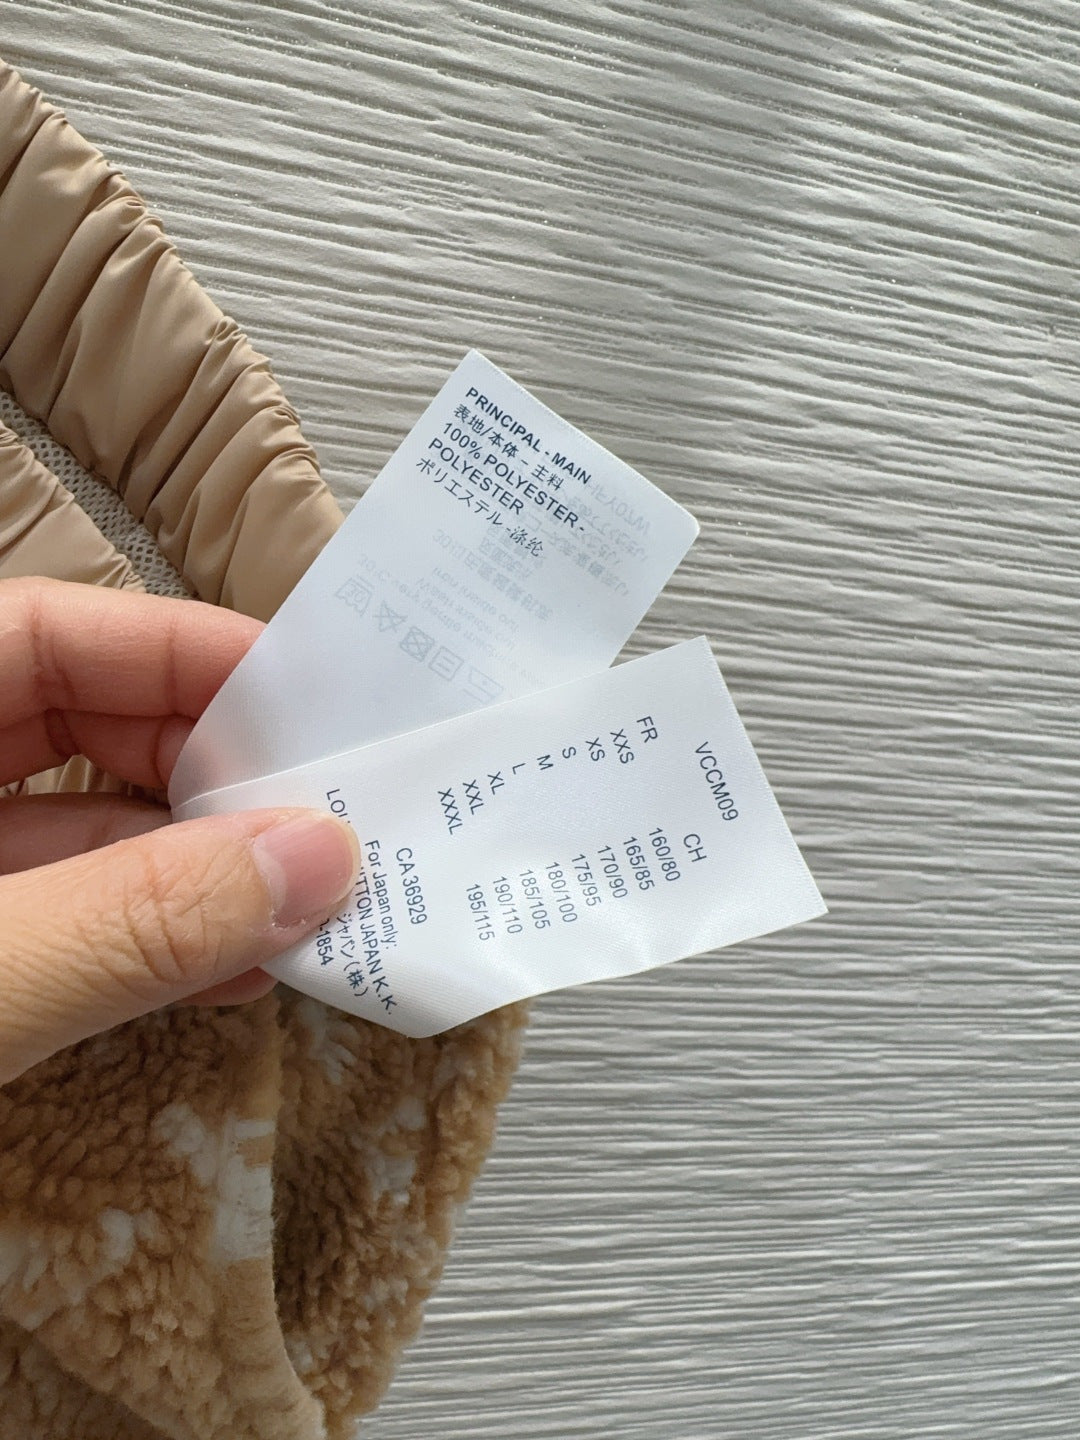 PRINCIPAL - MAIN
表地/本体 - 主料
100% POLYESTER -
POLYESTER
ポリエステル -涤纶
VCCM09
FR CH
XXS 160/80
XS 165/85
S 170/90
M 175/95
L 180/100
XL 185/105
XXL 190/110
XXXL 195/115
CA 36929
For Japan only:
JAPAN K.K.
ジャパン(株)
-1854